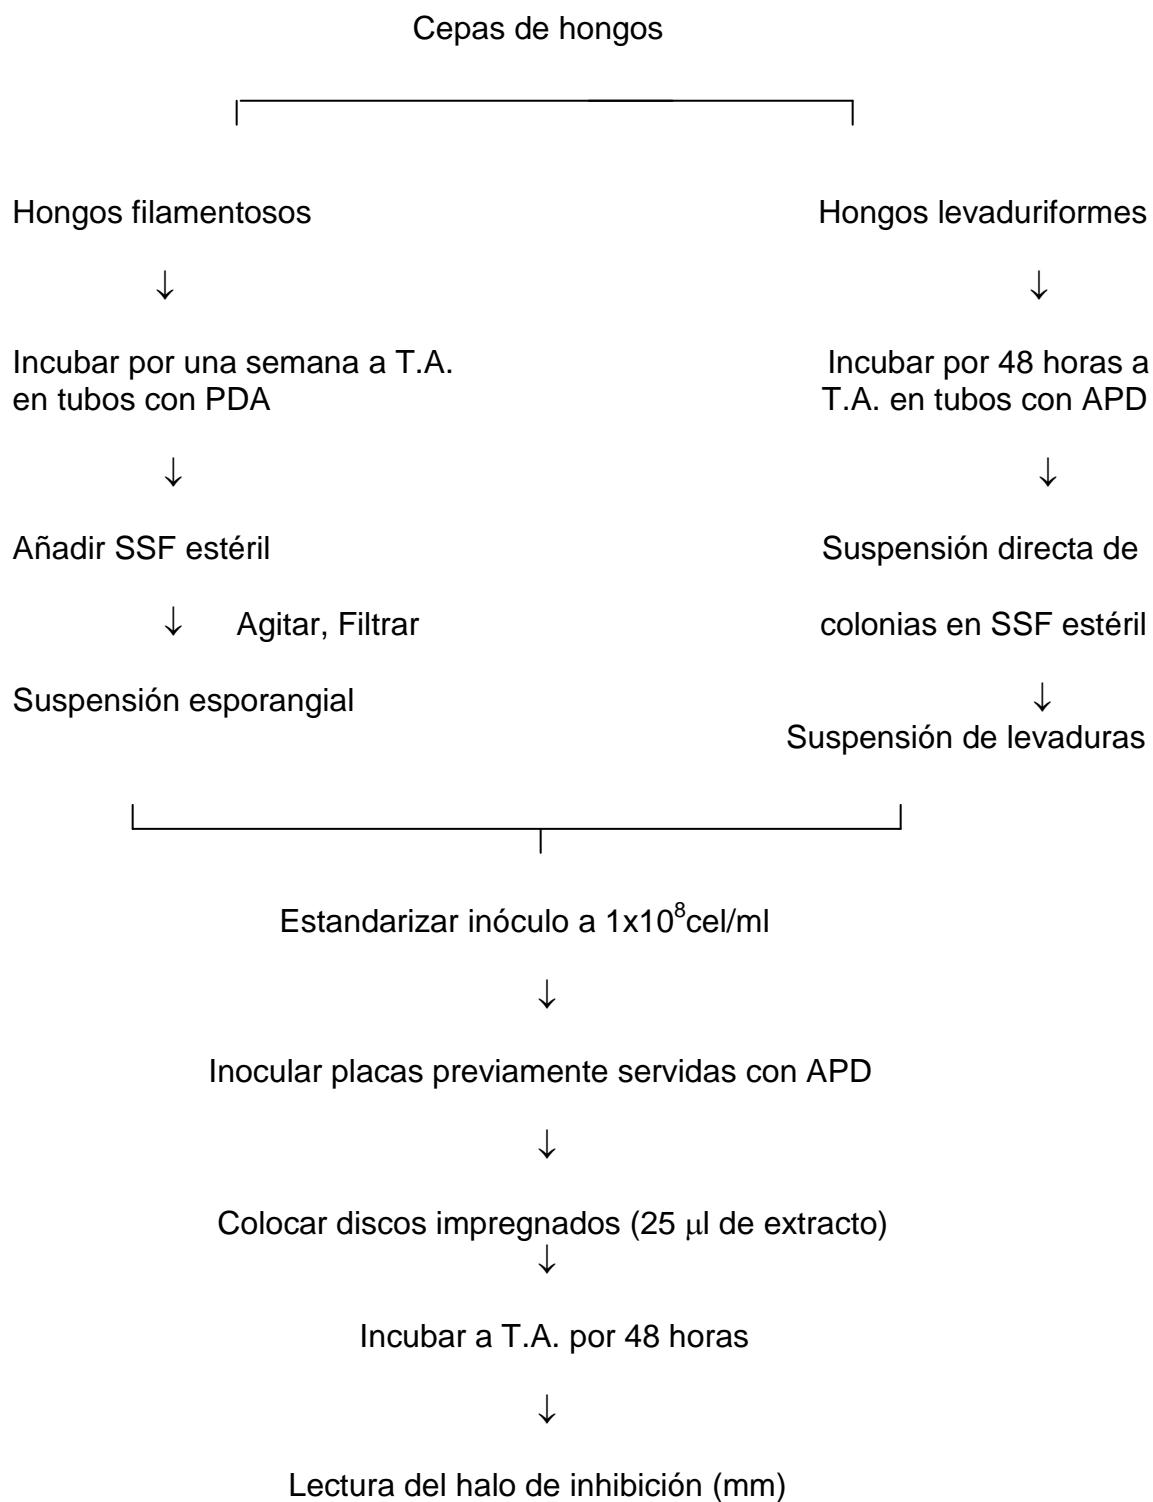 Cepas de hongos
Hongos filamentosos
Hongos levaduriformes
↓
↓
Incubar por una semana a T.A.
en tubos con PDA
Incubar por 48 horas a
T.A. en tubos con APD
↓
↓
Añadir SSF estéril
Suspensión directa de
↓ Agitar, Filtrar
colonias en SSF estéril
Suspensión esporangial
↓
Suspensión de levaduras
Estandarizar inóculo a 1x10⁸cel/ml
↓
Inocular placas previamente servidas con APD
↓
Colocar discos impregnados (25 μl de extracto)
↓
Incubar a T.A. por 48 horas
↓
Lectura del halo de inhibición (mm)